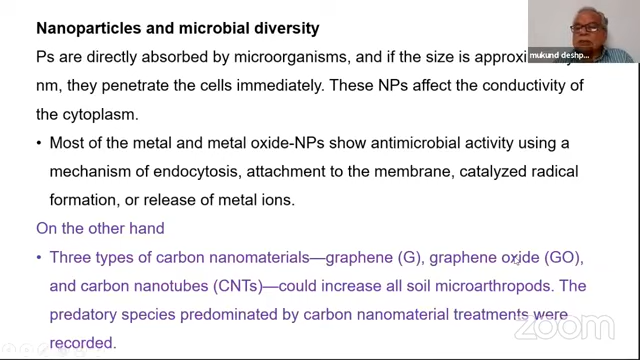 Nanoparticles and microbial diversity
Ps are directly absorbed by microorganisms, and if the size is approxi
nm, they penetrate the cells immediately. These NPs affect the conductivity of
the cytoplasm.
• Most of the metal and metal oxide-NPs show antimicrobial activity using a
mechanism of endocytosis, attachment to the membrane, catalyzed radical
formation, or release of metal ions.
On the other hand
• Three types of carbon nanomaterials—graphene (G), graphene oxide (GO),
and carbon nanotubes (CNTs)—could increase all soil microarthropods. The
predatory species predominated by carbon nanomaterial treatments were
recorded.
mukund deshp...
zoom